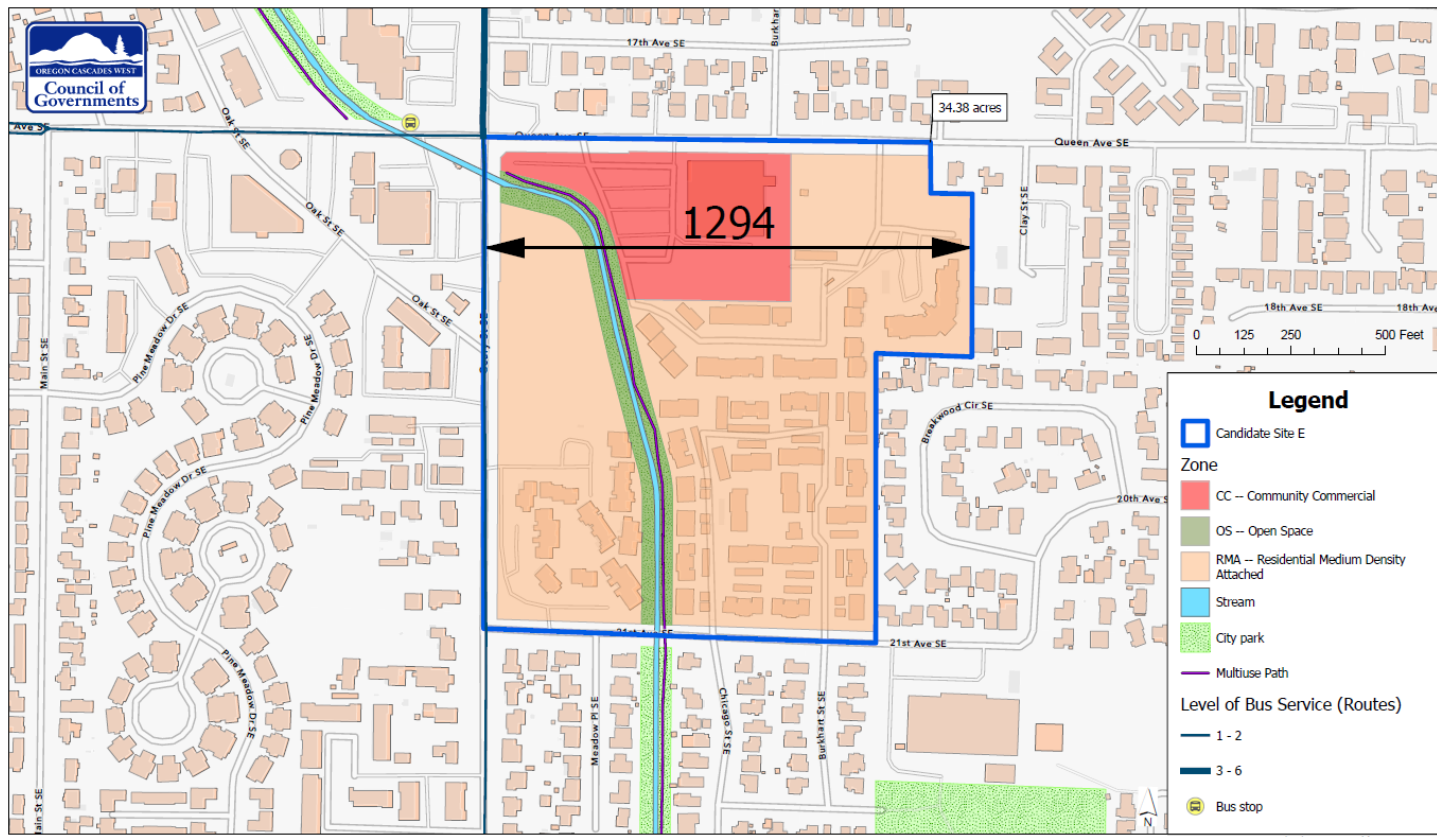 OREGON CASCADES WEST
Council of
Governments
17th Ave SE
34.38 acres
Ave SE
Oak St SE
Queen Ave SE
Queen Ave SE
Clay St SE
Oak St SE
1294
Main St SE
Pine Meadow Dr SE
Oak St SE
Pine Meadow Dr SE
18th Ave SE
18th Ave
0 125 250 500 Feet
Breakwood Cir SE
20th Ave S
Pine Meadow Dr SE
21st Ave SE
21st Ave SE
Pine Meadow Dr SE
Meadow Pl SE
Chicago St SE
Burkhart St SE
Main St SE
N
Legend
Candidate Site E
Zone
CC -- Community Commercial
OS -- Open Space
RMA -- Residential Medium Density
Attached
Stream
City park
Multiuse Path
Level of Bus Service (Routes)
1 - 2
3 - 6
Bus stop